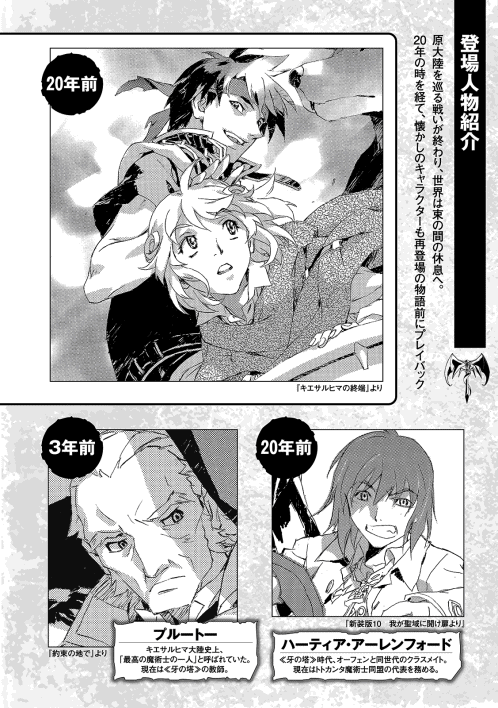 登場人物紹介
原大陸を巡る戦いが終わり、世界は束の間の休息へ。
20年の時を経て、懐かしのキャラクターも再登場の物語前にプレイバック
20年前
『キエサルヒマの終端』より
20年前
『新装版10　我が聖域に開け扉より
ハーティア・アーレンフォード
≪牙の塔≫時代、オーフェンと同世代のクラスメイト。
現在はトトカンタ魔術士同盟の代表を務める。
3年前
『約束の地で』より
プルートー
キエサルヒマ大陸史上、
「最高の魔術士の一人」と呼ばれていた。
現在は≪牙の塔≫の教師。